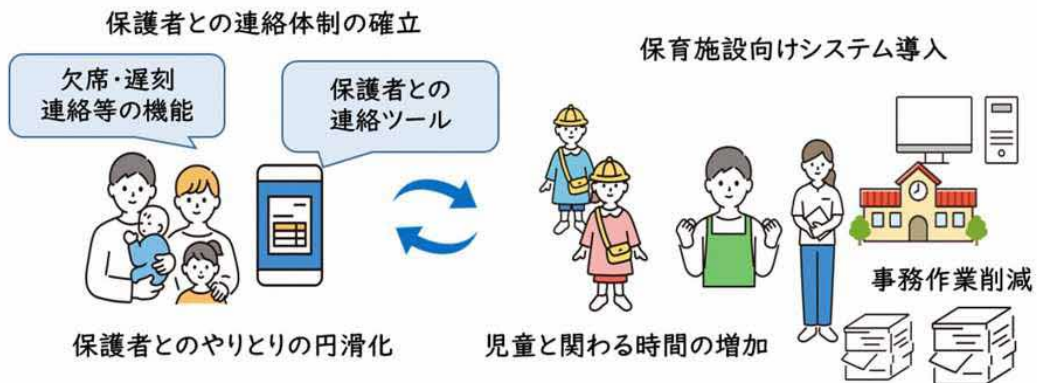 保護者との連絡体制の確立
欠席・遅刻
連絡等の機能
保護者との
連絡ツール
保護者とのやりとりの円滑化
保育施設向けシステム導入
児童と関わる時間の増加
事務作業削減